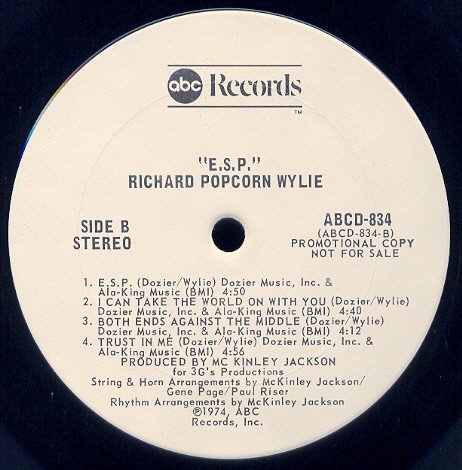 abc Records
TM
"E.S.P."
RICHARD POPCORN WYLIE
SIDE B
STEREO
ABCD-834
(ABCD-834-B)
PROMOTIONAL COPY
NOT FOR SALE
1. E.S.P. (Dozier/Wylie) Dozier Music, Inc. &
Ala-King Music (BMI) 4:50
2. I CAN TAKE THE WORLD ON WITH YOU (Dozier/Wylie)
Dozier Music, Inc. & Ala-King Music (BMI) 4:40
3. BOTH ENDS AGAINST THE MIDDLE (Dozier/Wylie)
Dozier Music, Inc. & Ala-King Music (BMI) 4:12
4. TRUST IN ME (Dozier/Wylie) Dozier Music, Inc. &
Ala-King Music (BMI) 4:56
PRODUCED BY MC KINLEY JACKSON
for 3G's Productions
String & Horn Arrangements by McKinley Jackson/
Gene Page/Paul Riser
Rhythm Arrangements by McKinley Jackson
℗1974, ABC
Records, Inc.